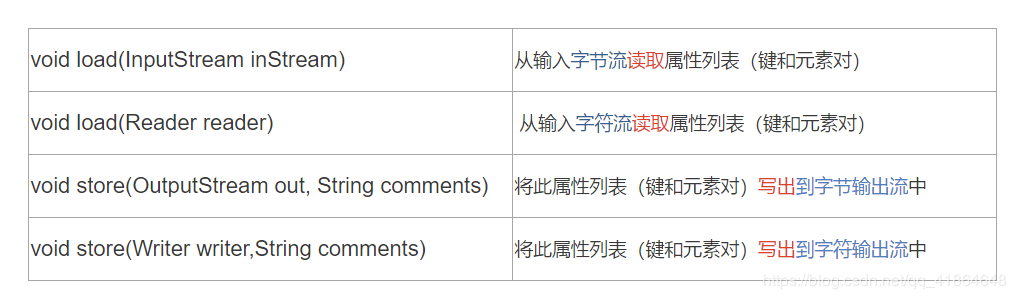 void load(InputStream inStream) 从输入字节流读取属性列表（键和元素对）
void load(Reader reader) 从输入字符流读取属性列表（键和元素对）
void store(OutputStream out, String comments) 将此属性列表（键和元素对）写出到字节输出流中
void store(Writer writer,String comments) 将此属性列表（键和元素对）写出到字符输出流中
https://blog.csdn.net/qq_41864648